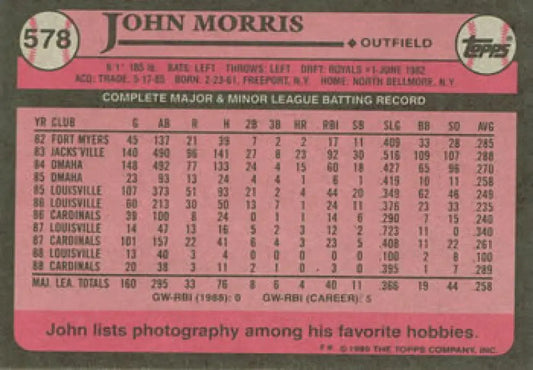 578
JOHN MORRIS
OUTFIELD
TOPPS®
6'1" 185 lb. BATS: LEFT THROWS: LEFT DRFT: ROYALS #1-JUNE 1982
ACQ: TRADE, 5-17-85 BORN: 2-23-61, FREEPORT, N.Y. HOME: NORTH BELLMORE, N.Y.
COMPLETE MAJOR & MINOR LEAGUE BATTING RECORD
YR CLUB G AB R H 2B 3B HR RBI SB SLG BB SO AVG
82 FORT MYERS 45 137 21 39 7 2 2 17 11 .409 33 28 .285
83 JACKS'VILLE 140 490 96 141 27 8 23 92 30 .516 109 107 .288
84 OMAHA 148 492 77 133 24 4 15 60 18 .427 65 96 .270
85 OMAHA 23 93 13 24 4 4 1 6 1 .419 10 11 .258
85 LOUISVILLE 107 373 51 93 21 2 4 44 20 .349 62 46 .249
86 LOUISVILLE 60 213 30 50 13 7 1 24 11 .376 23 33 .235
86 CARDINALS 39 100 8 24 0 1 1 14 6 .290 7 15 .240
87 LOUISVILLE 14 47 13 16 5 2 3 12 2 .723 11 0 .340
87 CARDINALS 101 157 22 41 6 4 3 23 5 .408 11 22 .261
88 LOUISVILLE 13 40 3 4 0 0 0 0 0 .100 2 8 .100
88 CARDINALS 20 38 3 11 2 1 0 3 0 .395 1 7 .289
MAJ. LEA. TOTALS 160 295 33 76 8 6 4 40 11 .366 19 44 .258
GW-RBI (1988): 0 GW-RBI (CAREER): 5
John lists photography among his favorite hobbies.
© 1989 THE TOPPS COMPANY, INC.